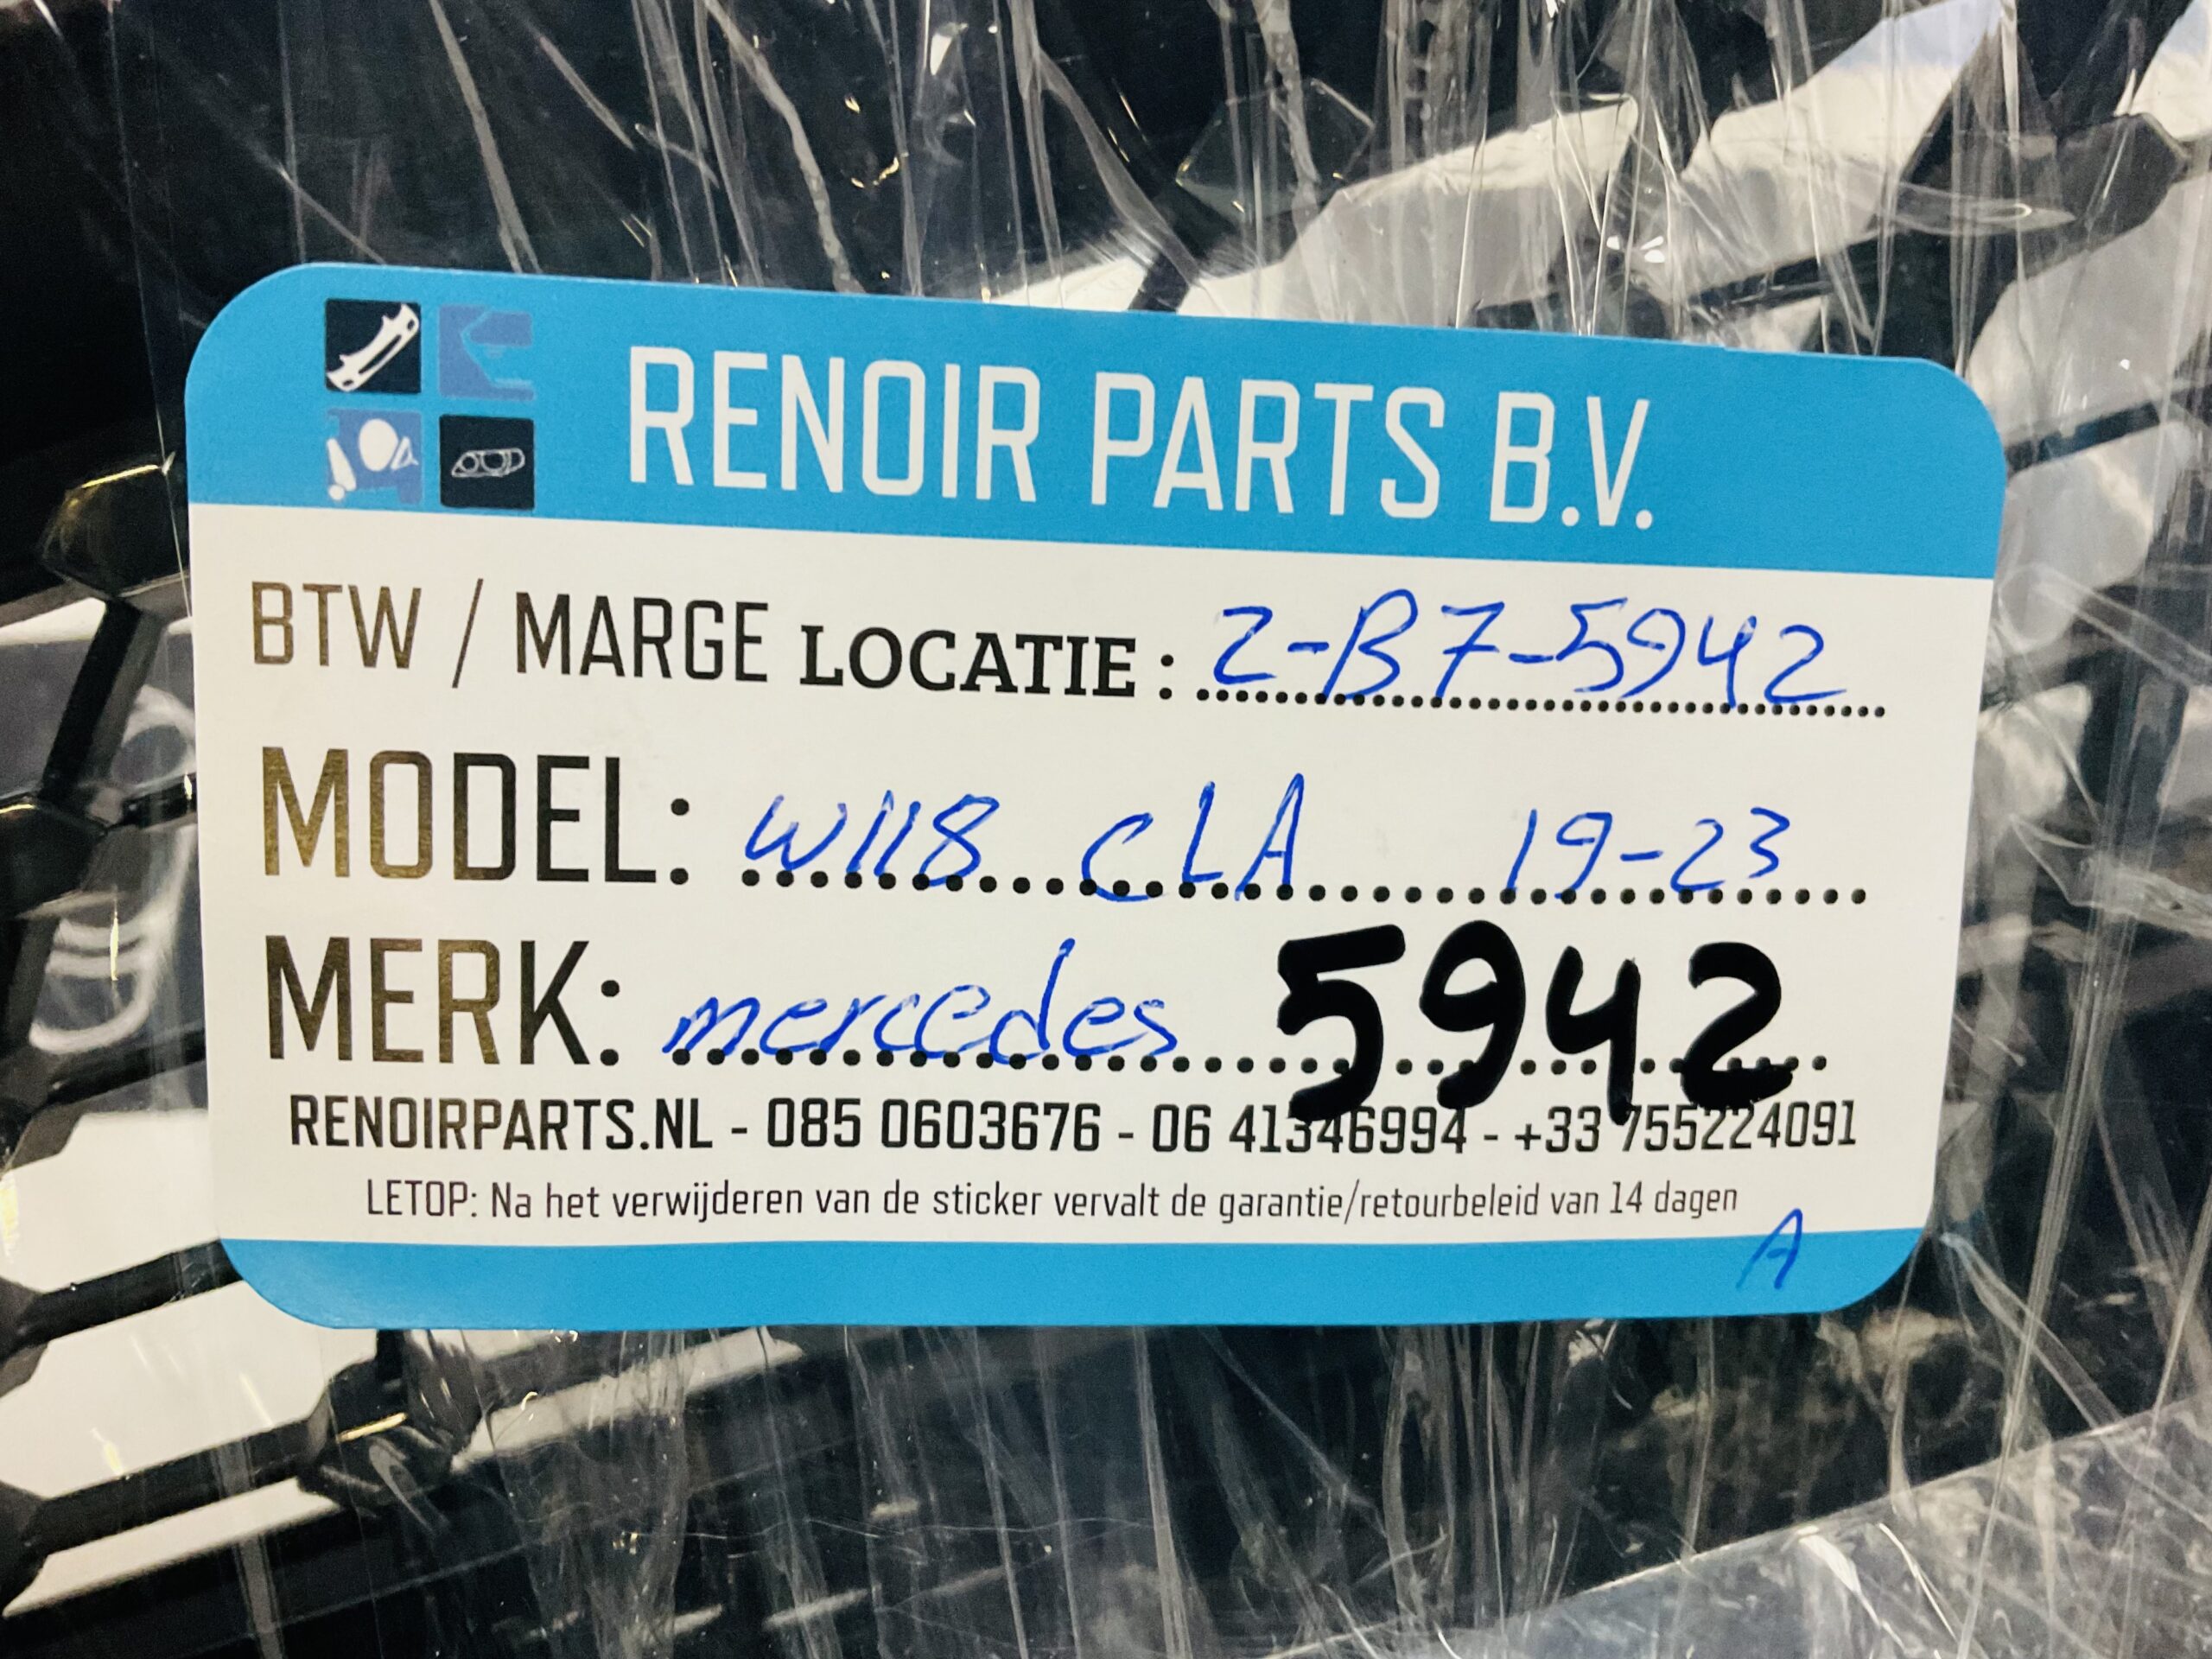 RENOIR PARTS B.V.
BTW / MARGE LOCATIE : 2-B7-5942
MODEL: W118 CLA 19-23
MERK: mercedes 5942
RENOIRPARTS.NL - 085 0603676 - 06 41346994 - +33 755224091
LETOP: Na het verwijderen van de sticker vervalt de garantie/retourbeleid van 14 dagen
A